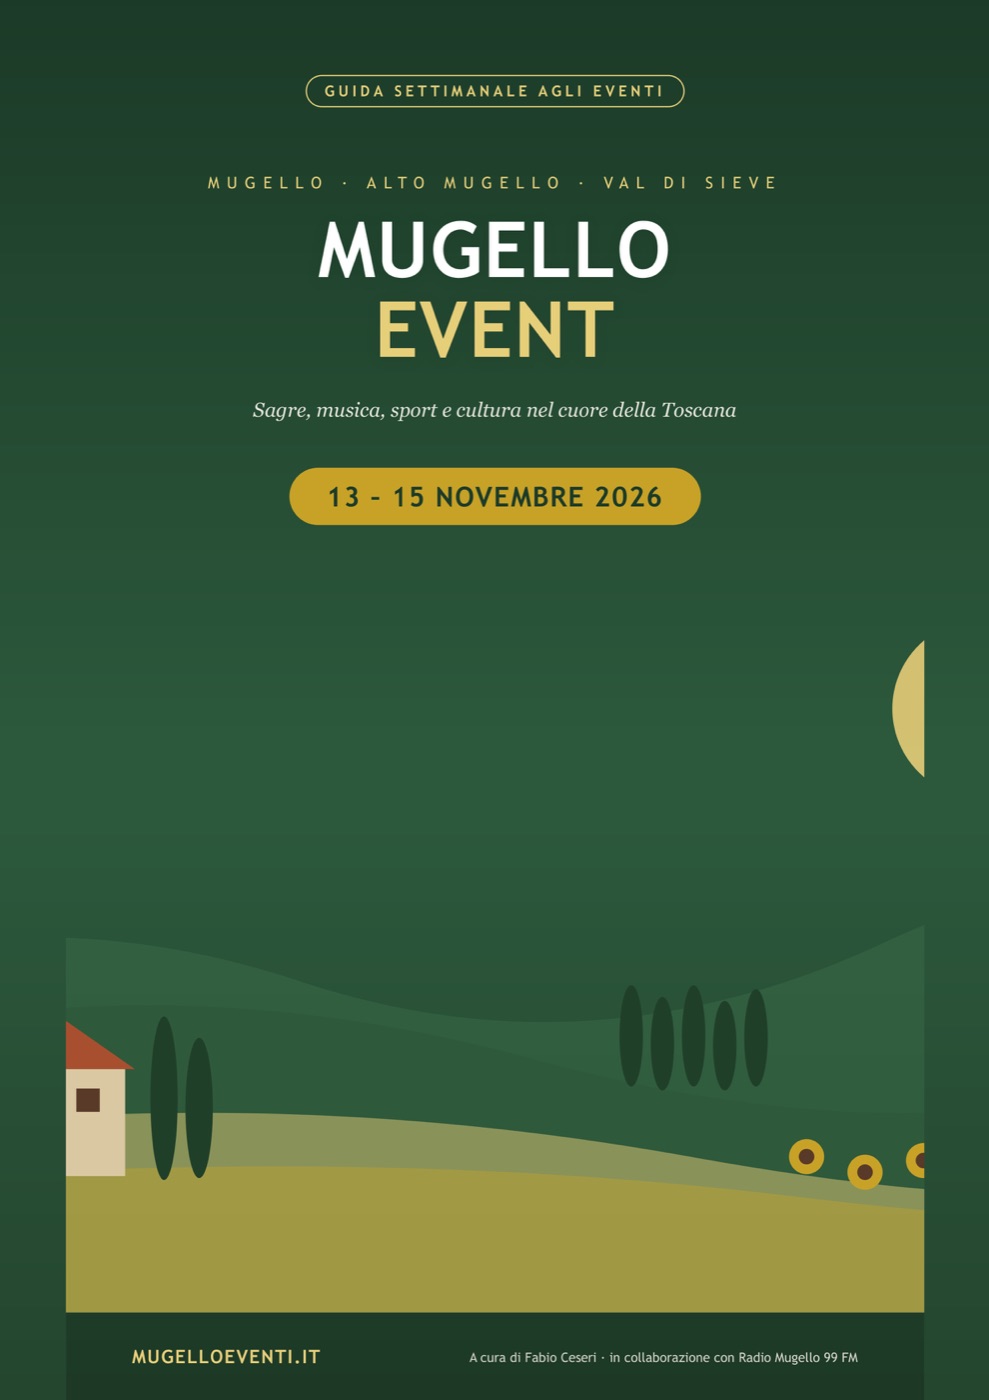 GUIDA SETTIMANALE AGLI EVENTI
MUGELLO · ALTO MUGELLO · VAL DI SIEVE
MUGELLO
EVENT
Sagre, musica, sport e cultura nel cuore della Toscana
13 - 15 NOVEMBRE 2026
MUGELLOEVENTI.IT
A cura di Fabio Ceseri · in collaborazione con Radio Mugello 99 FM